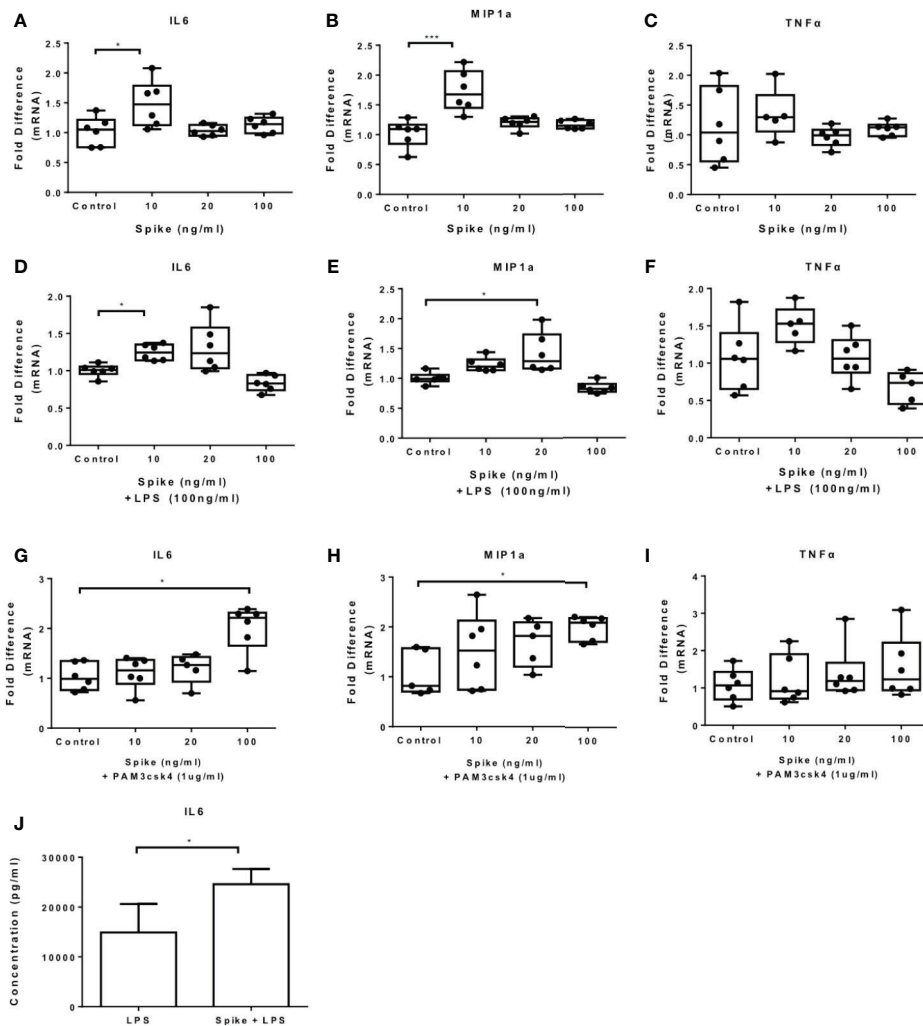 A
IL6
Fold Difference
(mRNA)
2.5
2.0
1.5
1.0
0.5
0.0
*
Control 10 20 100
Spike (ng/ml)
B
MIP1a
Fold Difference
(mRNA)
2.5
2.0
1.5
1.0
0.5
0.0
***
Control 10 20 100
Spike (ng/ml)
C
TNFα
Fold Difference
(mRNA)
2.5
2.0
1.5
1.0
0.5
0.0
Control 10 20 100
Spike (ng/ml)
D
IL6
Fold Difference
(mRNA)
2.0
1.5
1.0
0.5
0.0
*
Control 10 20 100
Spike (ng/ml)
+LPS (100ng/ml)
E
MIP1a
Fold Difference
(mRNA)
2.5
2.0
1.5
1.0
0.5
0.0
*
Control 10 20 100
Spike (ng/ml)
+LPS (100ng/ml)
F
TNFα
Fold Difference
(mRNA)
2.0
1.5
1.0
0.5
0.0
Control 10 20 100
Spike (ng/ml)
+LPS (100ng/ml)
G
IL6
Fold Difference
(mRNA)
3
2
1
0
*
Control 10 20 100
Spike (ng/ml)
+ PAM3csk4 (1ug/ml)
H
MIP1a
Fold Difference
(mRNA)
3
2
1
0
*
Control 10 20 100
Spike (ng/ml)
+ PAM3csk4 (1ug/ml)
I
TNFα
Fold Difference
(mRNA)
4
3
2
1
0
Control 10 20 100
Spike (ng/ml)
+ PAM3csk4 (1ug/ml)
J
IL6
Concentration (pg/ml)
30000
20000
10000
0
*
LPS Spike + LPS